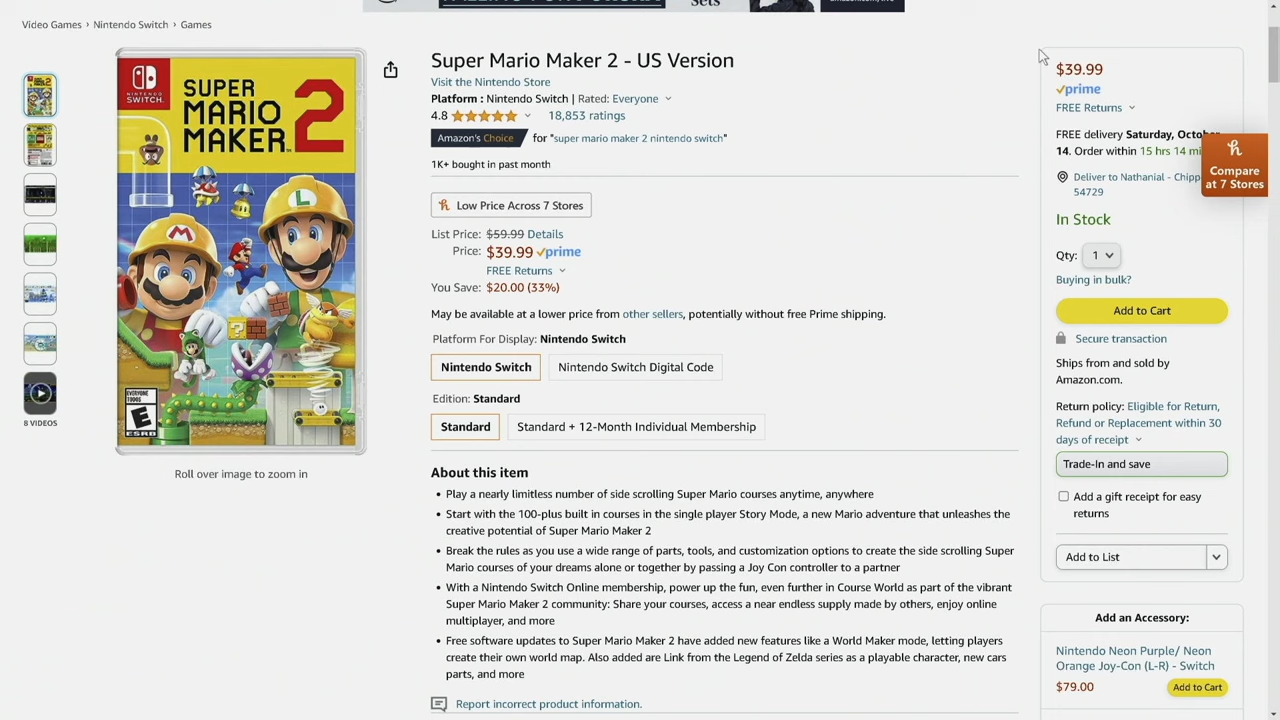 Sets
Video Games › Nintendo Switch › Games
NINTENDO
SWITCH
SUPER
MARIO
MAKER 2
EVERYONE
E
ESRB
8 VIDEOS
Roll over image to zoom in
Super Mario Maker 2 - US Version
Visit the Nintendo Store
Platform : Nintendo Switch | Rated: Everyone
4.8 18,853 ratings
Amazon's Choice for "super mario maker 2 nintendo switch"
1K+ bought in past month
Low Price Across 7 Stores
List Price: $59.99 Details
Price: $39.99 prime
FREE Returns
You Save: $20.00 (33%)
May be available at a lower price from other sellers, potentially without free Prime shipping.
Platform For Display: Nintendo Switch
Nintendo Switch Nintendo Switch Digital Code
Edition: Standard
Standard Standard + 12-Month Individual Membership
About this item
• Play a nearly limitless number of side scrolling Super Mario courses anytime, anywhere
• Start with the 100-plus built in courses in the single player Story Mode, a new Mario adventure that unleashes the
creative potential of Super Mario Maker 2
• Break the rules as you use a wide range of parts, tools, and customization options to create the side scrolling Super
Mario courses of your dreams alone or together by passing a Joy Con controller to a partner
• With a Nintendo Switch Online membership, power up the fun, even further in Course World as part of the vibrant
Super Mario Maker 2 community: Share your courses, access a near endless supply made by others, enjoy online
multiplayer, and more
• Free software updates to Super Mario Maker 2 have added new features like a World Maker mode, letting players
create their own world map. Also added are Link from the Legend of Zelda series as a playable character, new cars
parts, and more
Report incorrect product information.
$39.99
prime
FREE Returns
FREE delivery Saturday, October
14. Order within 15 hrs 14 mi
Deliver to Nathanial - Chipp
54729
Compare
at 7 Stores
In Stock
Qty: 1
Buying in bulk?
Add to Cart
Secure transaction
Ships from and sold by
Amazon.com.
Return policy: Eligible for Return,
Refund or Replacement within 30
days of receipt
Trade-In and save
Add a gift receipt for easy
returns
Add to List
Add an Accessory:
Nintendo Neon Purple/ Neon
Orange Joy-Con (L-R) - Switch
$79.00 Add to Cart